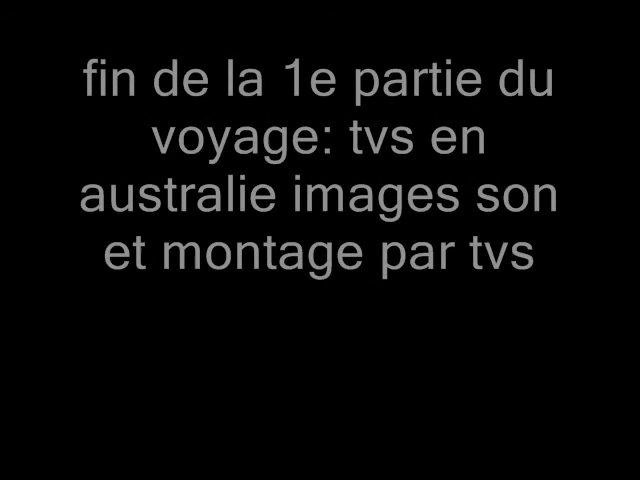 fin de la 1e partie du
voyage: tvs en
australie images son
et montage par tvs